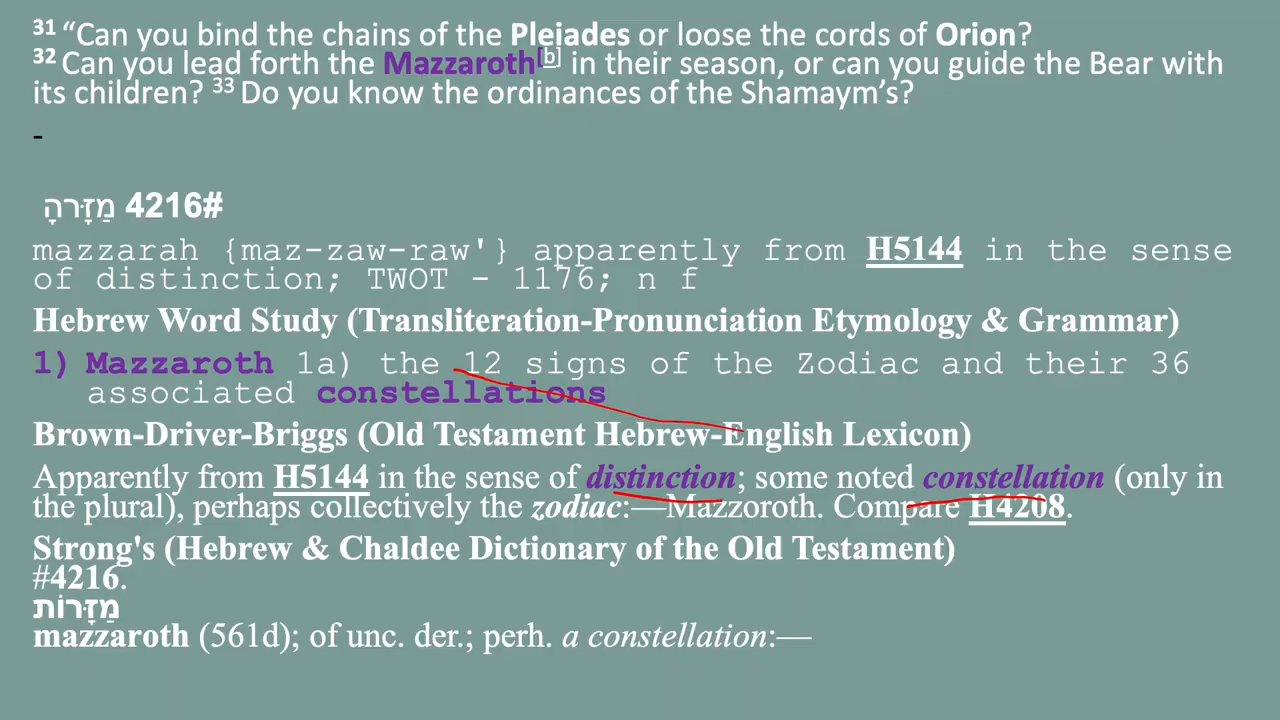 31 “Can you bind the chains of the Pleiades or loose the cords of Orion?
32 Can you lead forth the Mazzaroth[b] in their season, or can you guide the Bear with
its children? 33 Do you know the ordinances of the Shamaym’s?
-
מַזָּרהָ 4216#
mazzarah {maz-zaw-raw'} apparently from H5144 in the sense
of distinction; TWOT - 1176; n f
Hebrew Word Study (Transliteration-Pronunciation Etymology & Grammar)
1) Mazzaroth 1a) the 12 signs of the Zodiac and their 36
associated constellations
Brown-Driver-Briggs (Old Testament Hebrew-English Lexicon)
Apparently from H5144 in the sense of distinction; some noted constellation (only in
the plural), perhaps collectively the zodiac:—Mazzoroth. Compare H4208.
Strong's (Hebrew & Chaldee Dictionary of the Old Testament)
#4216.
מַזָּרוֹת
mazzaroth (561d); of unc. der.; perh. a constellation:—